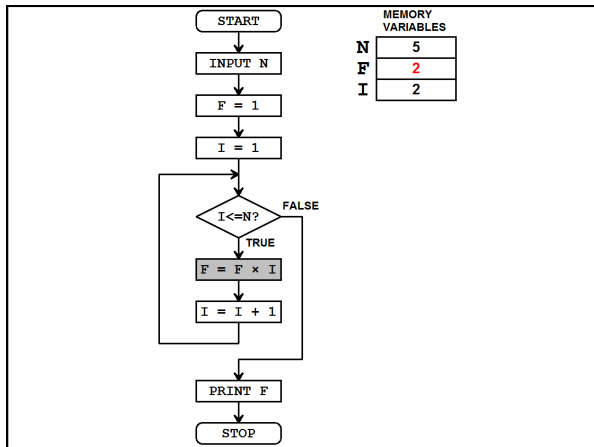 START
INPUT N
F = 1
I = 1
I<=N?
FALSE
TRUE
F = F × I
I = I + 1
PRINT F
STOP
MEMORY
VARIABLES
N 5
F 2
I 2